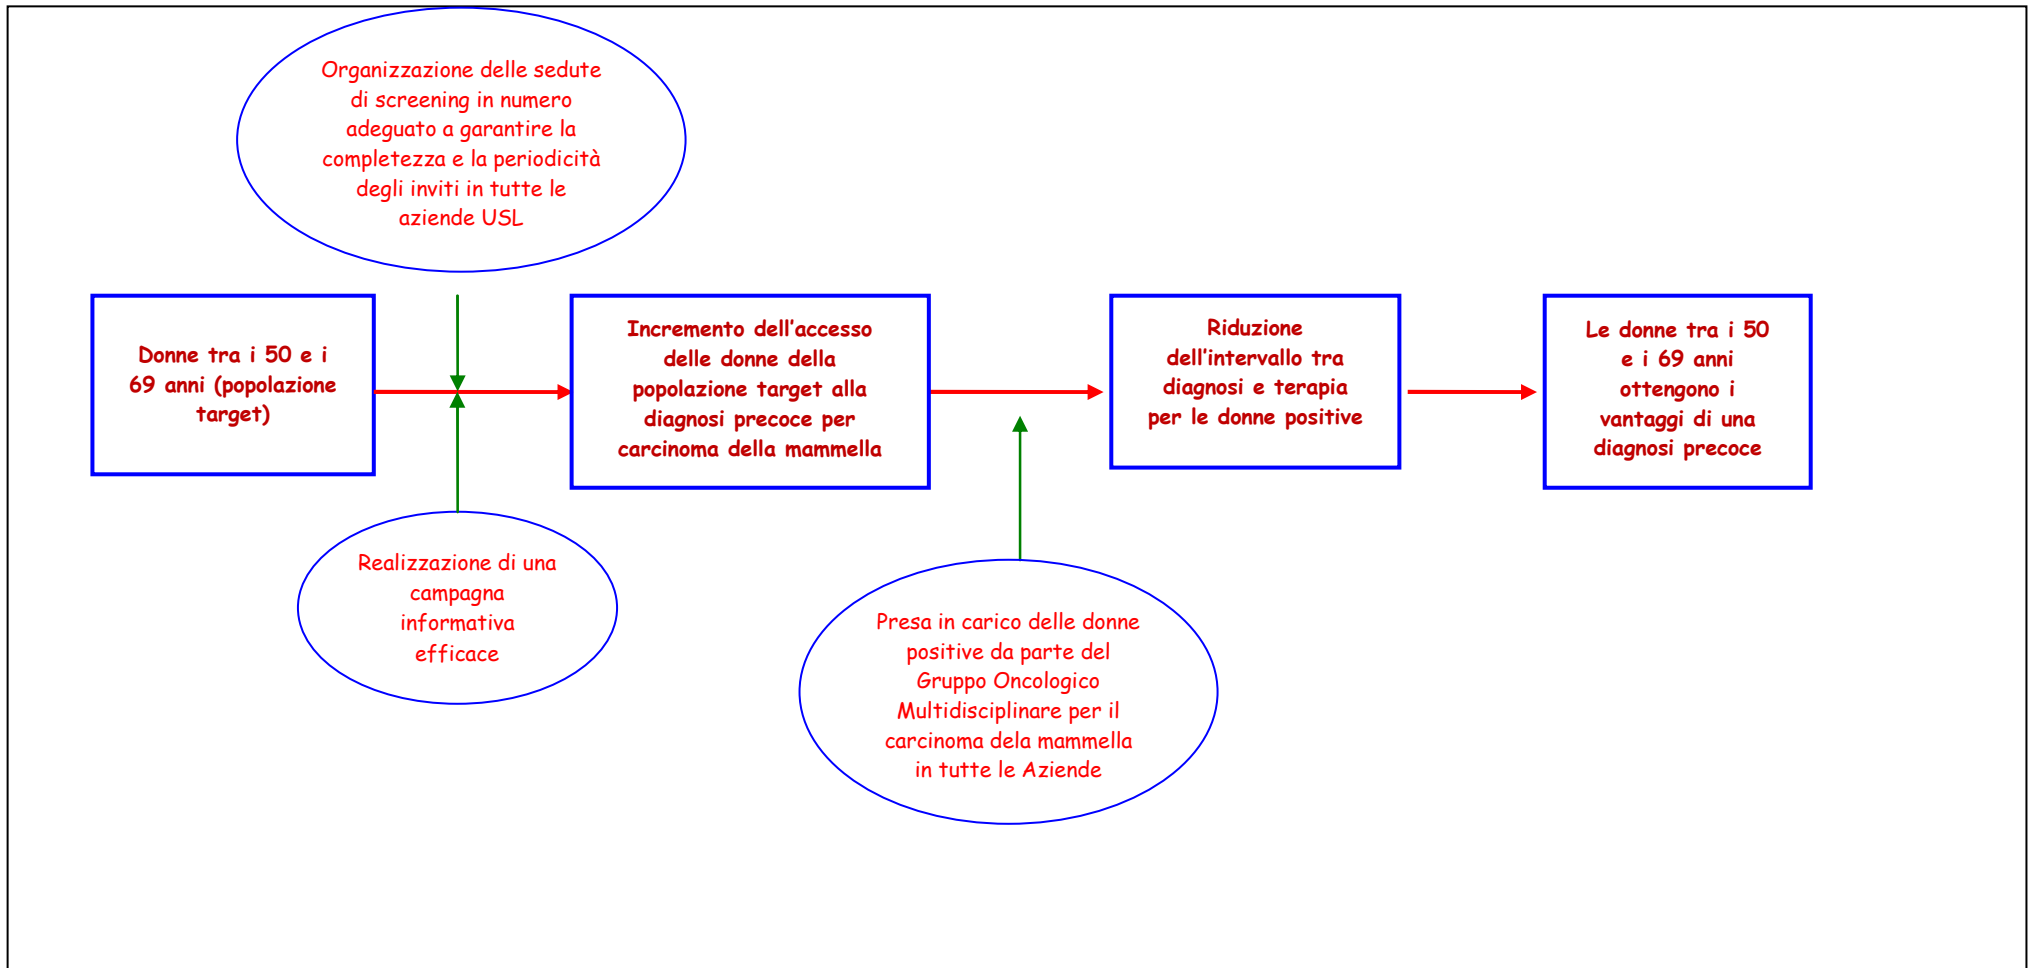 Organizzazione delle sedute
di screening in numero
adeguato a garantire la
completezza e la periodicità
degli inviti in tutte le
aziende USL
Donne tra i 50 e i
69 anni (popolazione
target)
Incremento dell’accesso
delle donne della
popolazione target alla
diagnosi precoce per
carcinoma della mammella
Riduzione
dell’intervallo tra
diagnosi e terapia
per le donne positive
Le donne tra i 50
e i 69 anni
ottengono i
vantaggi di una
diagnosi precoce
Realizzazione di una
campagna
informativa
efficace
Presa in carico delle donne
positive da parte del
Gruppo Oncologico
Multidisciplinare per il
carcinoma dela mammella
in tutte le Aziende